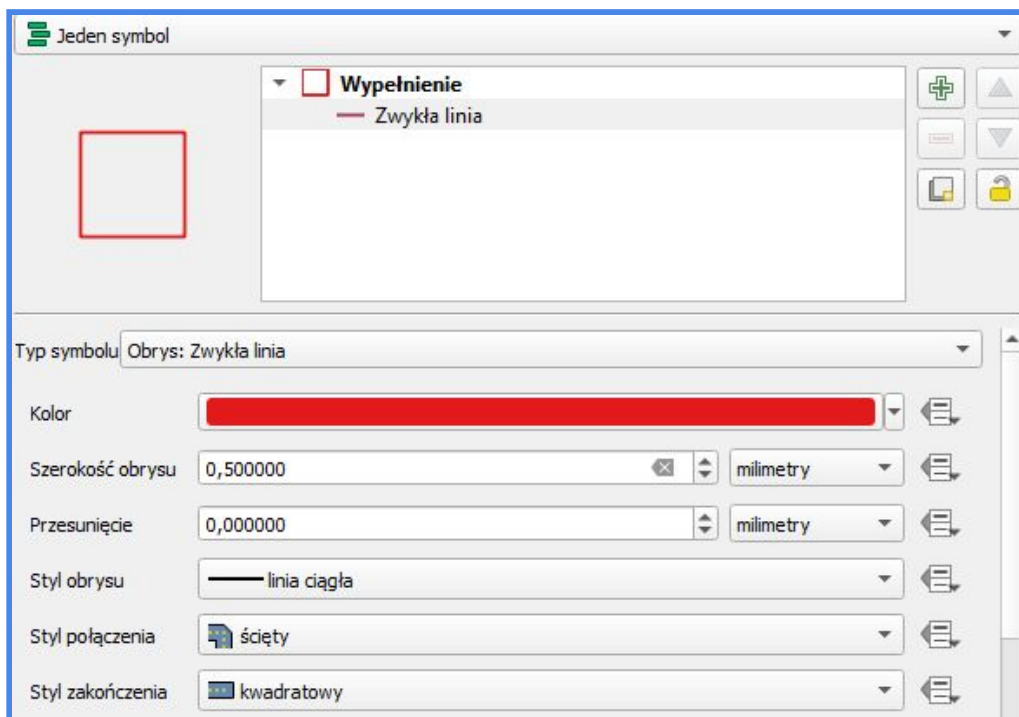 Jeden symbol
Wypełnienie
Zwykła linia
Typ symbolu Obrys: Zwykła linia
Kolor
Szerokość obrysu 0,500000 milimetry
Przesunięcie 0,000000 milimetry
Styl obrysu linia ciągła
Styl połączenia ścięty
Styl zakończenia kwadratowy